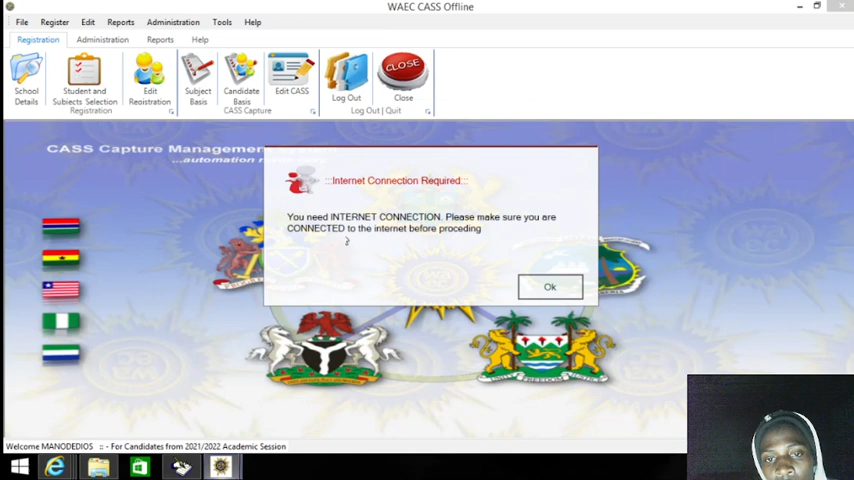 WAEC CASS Offline
File Register Edit Reports Administration Tools Help
Registration Administration Reports Help
School Details
Student and Subjects Selection
Edit Registration
Subject Basis
Candidate Basis
Edit CASS
Log Out
Close
CLOSE
Registration
CASS Capture
Log Out | Quit
CASS Capture Management
...automation
:::Internet Connection Required:::
You need INTERNET CONNECTION. Please make sure you are
CONNECTED to the internet before proceding
Ok
Welcome MANODEDIOS :: - For Candidates from 2021/2022 Academic Session